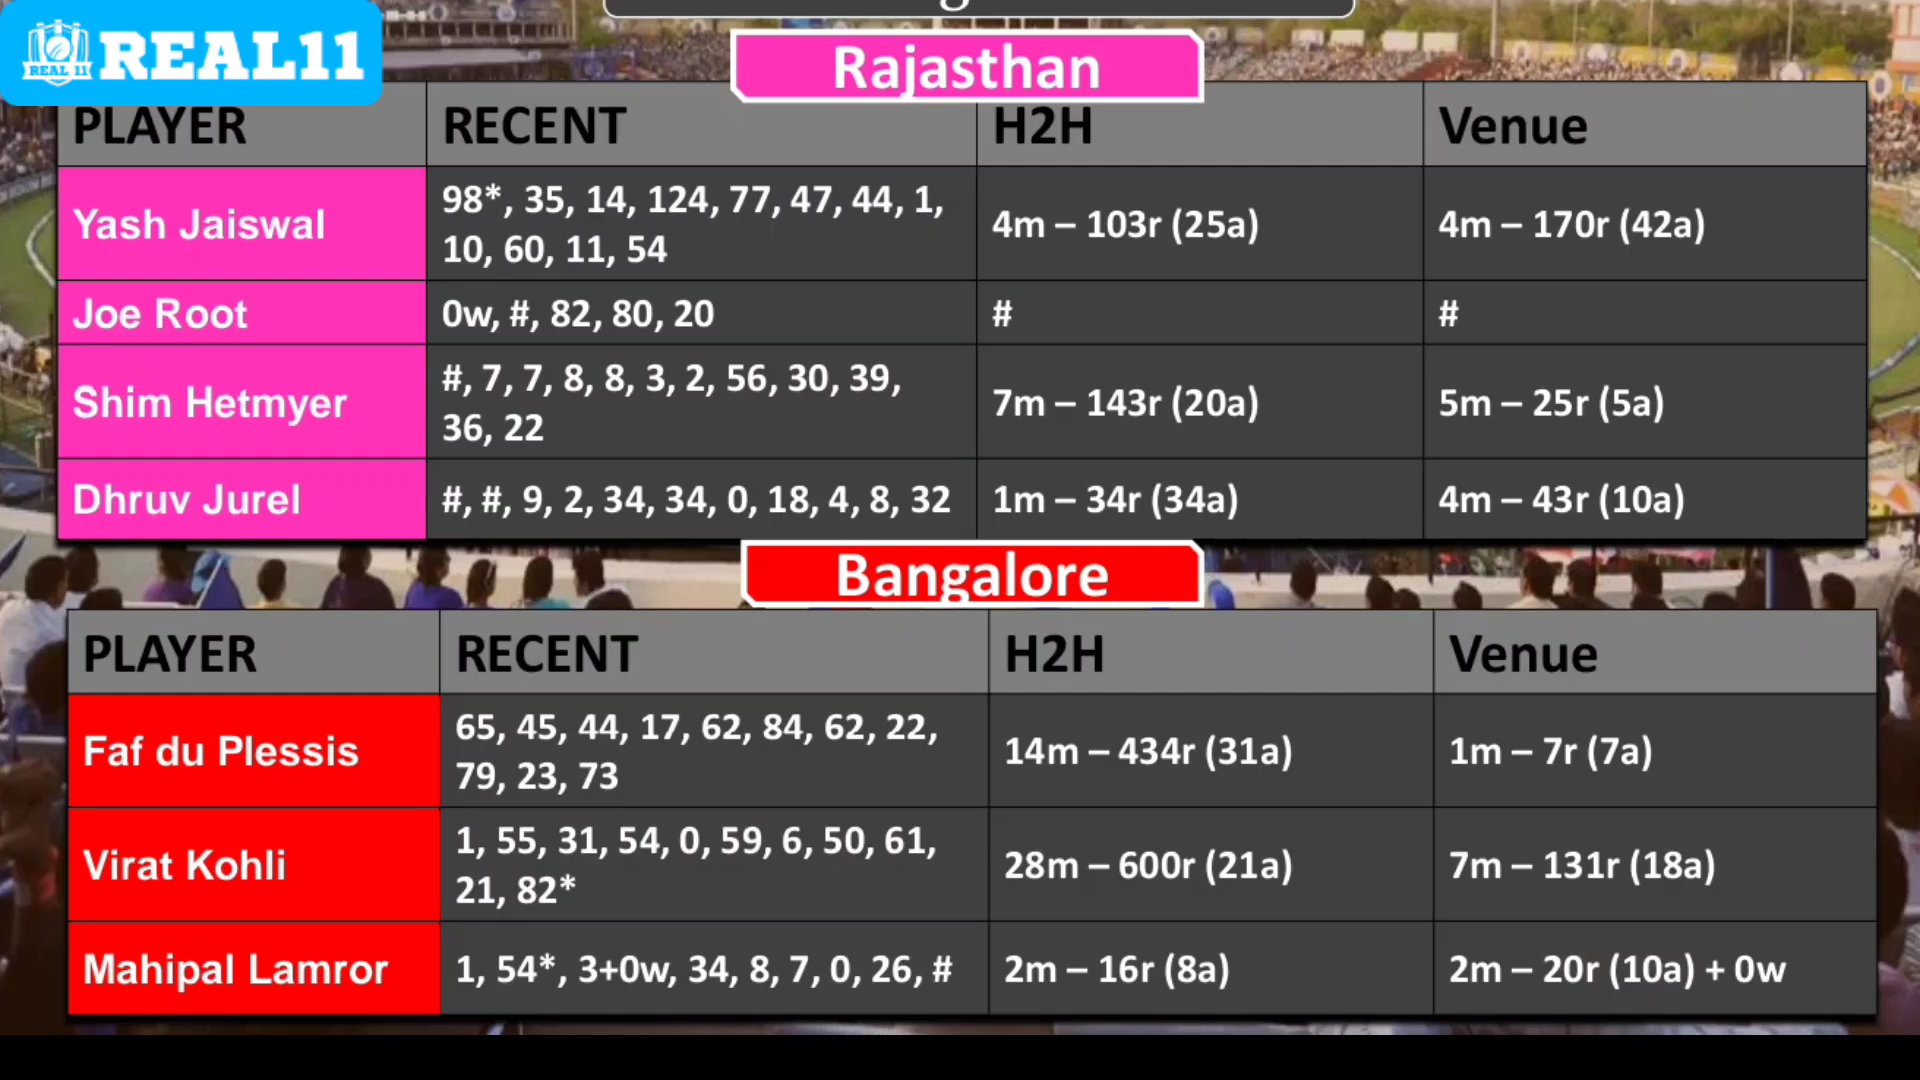 REAL 11
REAL11
Rajasthan
PLAYER RECENT H2H Venue
Yash Jaiswal 98*, 35, 14, 124, 77, 47, 44, 1, 4m – 103r (25a) 4m – 170r (42a)
10, 60, 11, 54
Joe Root 0w, #, 82, 80, 20 # #
Shim Hetmyer #, 7, 7, 8, 8, 3, 2, 56, 30, 39, 7m – 143r (20a) 5m – 25r (5a)
36, 22
Dhruv Jurel #, #, 9, 2, 34, 34, 0, 18, 4, 8, 32 1m – 34r (34a) 4m – 43r (10a)
Bangalore
PLAYER RECENT H2H Venue
Faf du Plessis 65, 45, 44, 17, 62, 84, 62, 22, 14m – 434r (31a) 1m – 7r (7a)
79, 23, 73
Virat Kohli 1, 55, 31, 54, 0, 59, 6, 50, 61, 28m – 600r (21a) 7m – 131r (18a)
21, 82*
Mahipal Lamror 1, 54*, 3+0w, 34, 8, 7, 0, 26, # 2m – 16r (8a) 2m – 20r (10a) + 0w